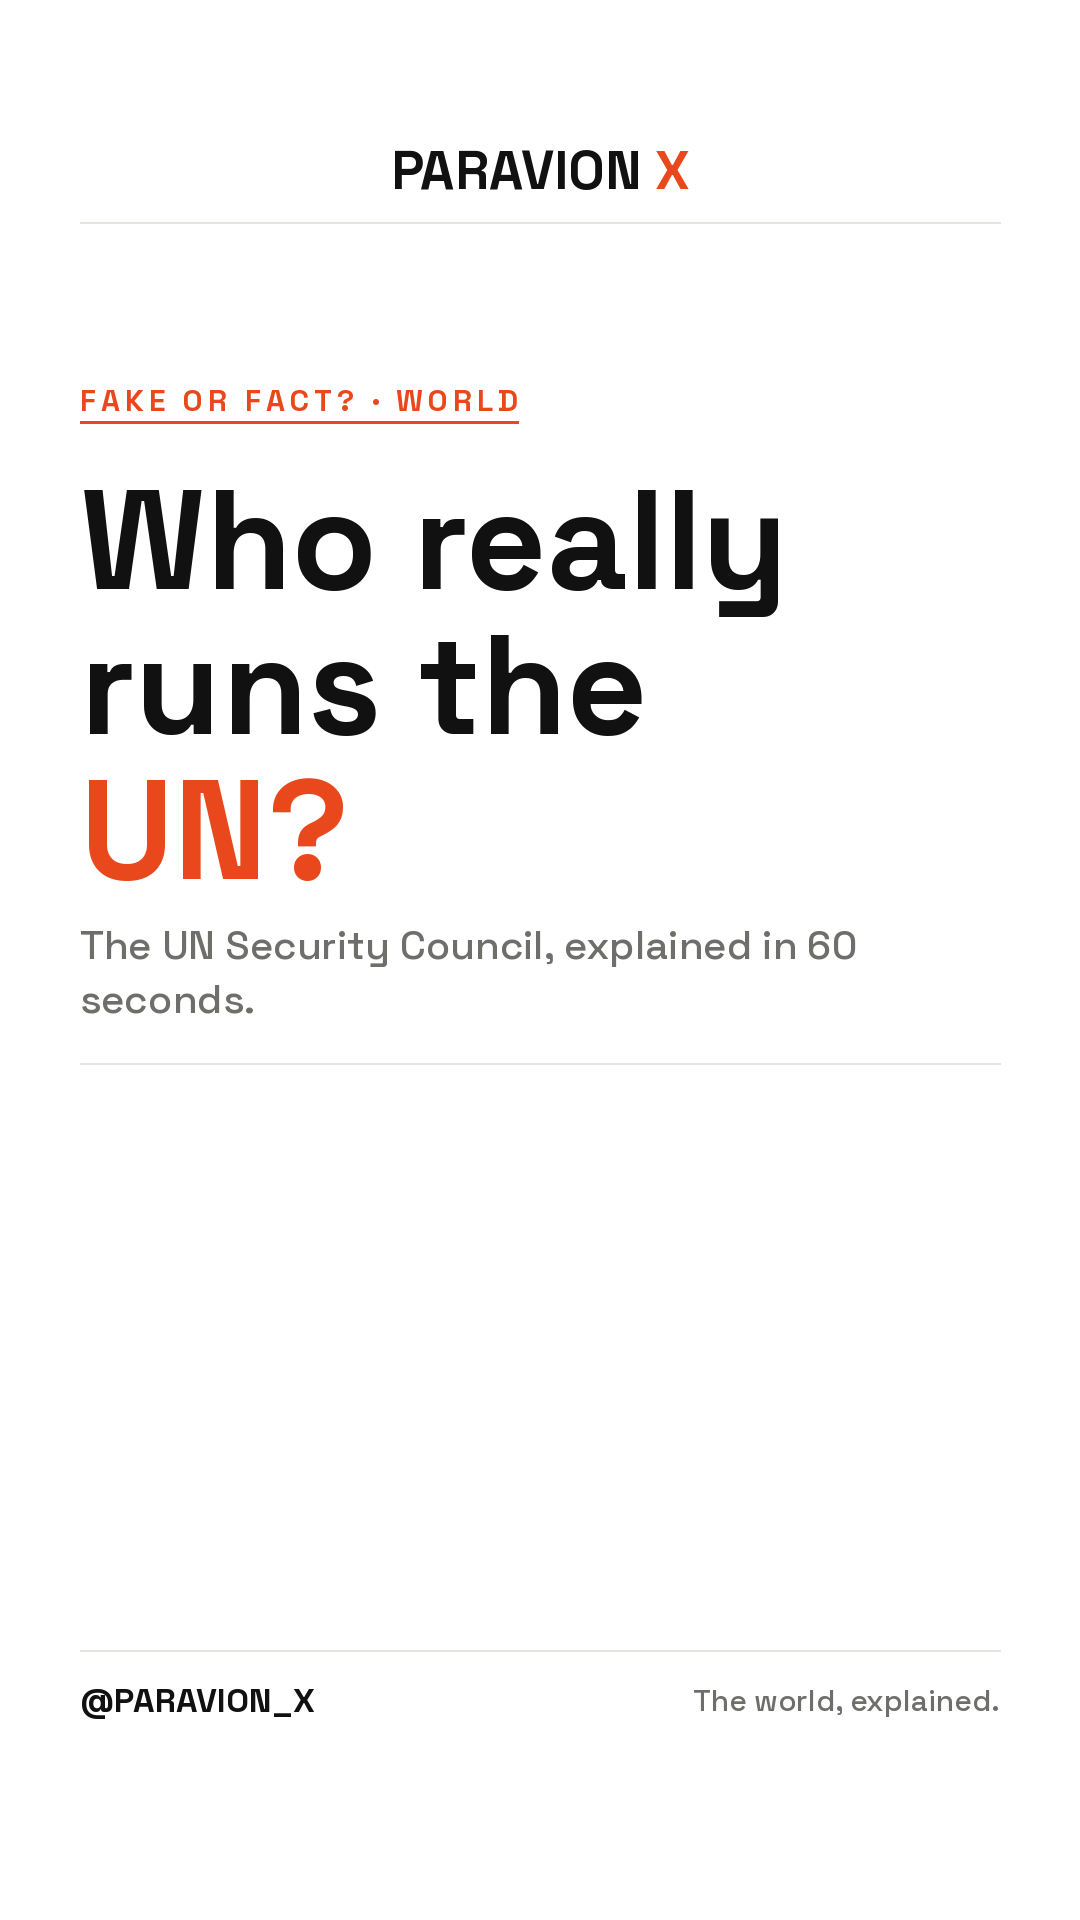 PARAVION X
FAKE OR FACT? · WORLD
Who really
runs the
UN?
The UN Security Council, explained in 60
seconds.
@PARAVION_X
The world, explained.